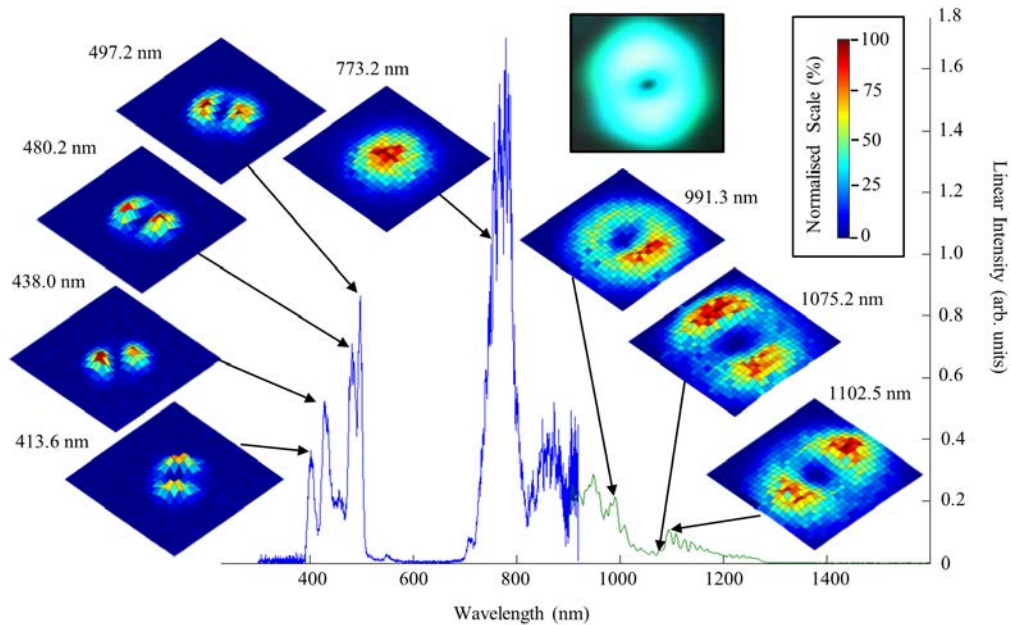 497.2 nm
773.2 nm
480.2 nm
438.0 nm
413.6 nm
991.3 nm
1075.2 nm
1102.5 nm
Normalised Scale (%)
100
75
50
25
0
1.8
1.6
1.4
1.2
1.0
0.8
0.6
0.4
0.2
0
Linear Intensity (arb. units)
400
600
800
1000
1200
1400
Wavelength (nm)